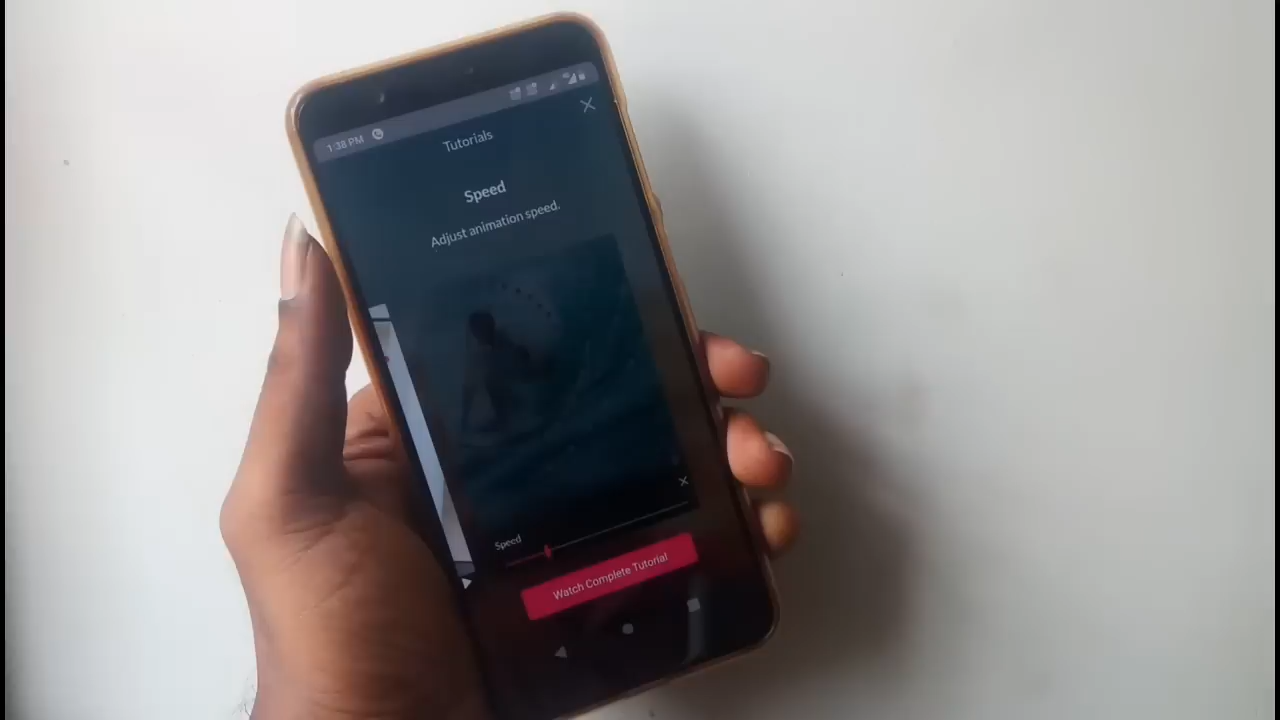 1:38 PM
Tutorials
Speed
Adjust animation speed.
Speed
Watch Complete Tutorial